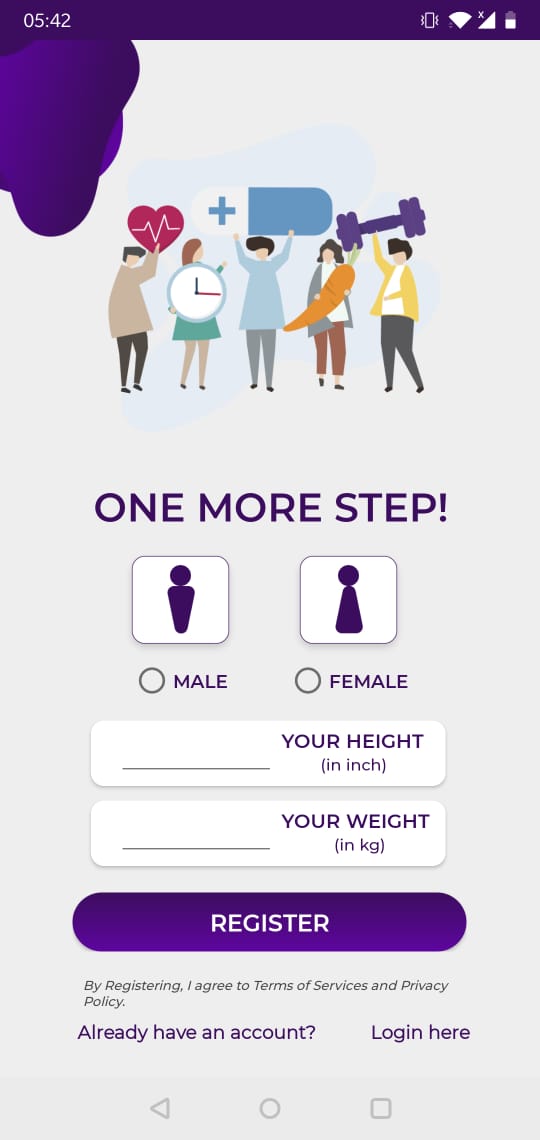 05:42
ONE MORE STEP!
MALE
FEMALE
YOUR HEIGHT
(in inch)
YOUR WEIGHT
(in kg)
REGISTER
By Registering, I agree to Terms of Services and Privacy
Policy.
Already have an account?
Login here